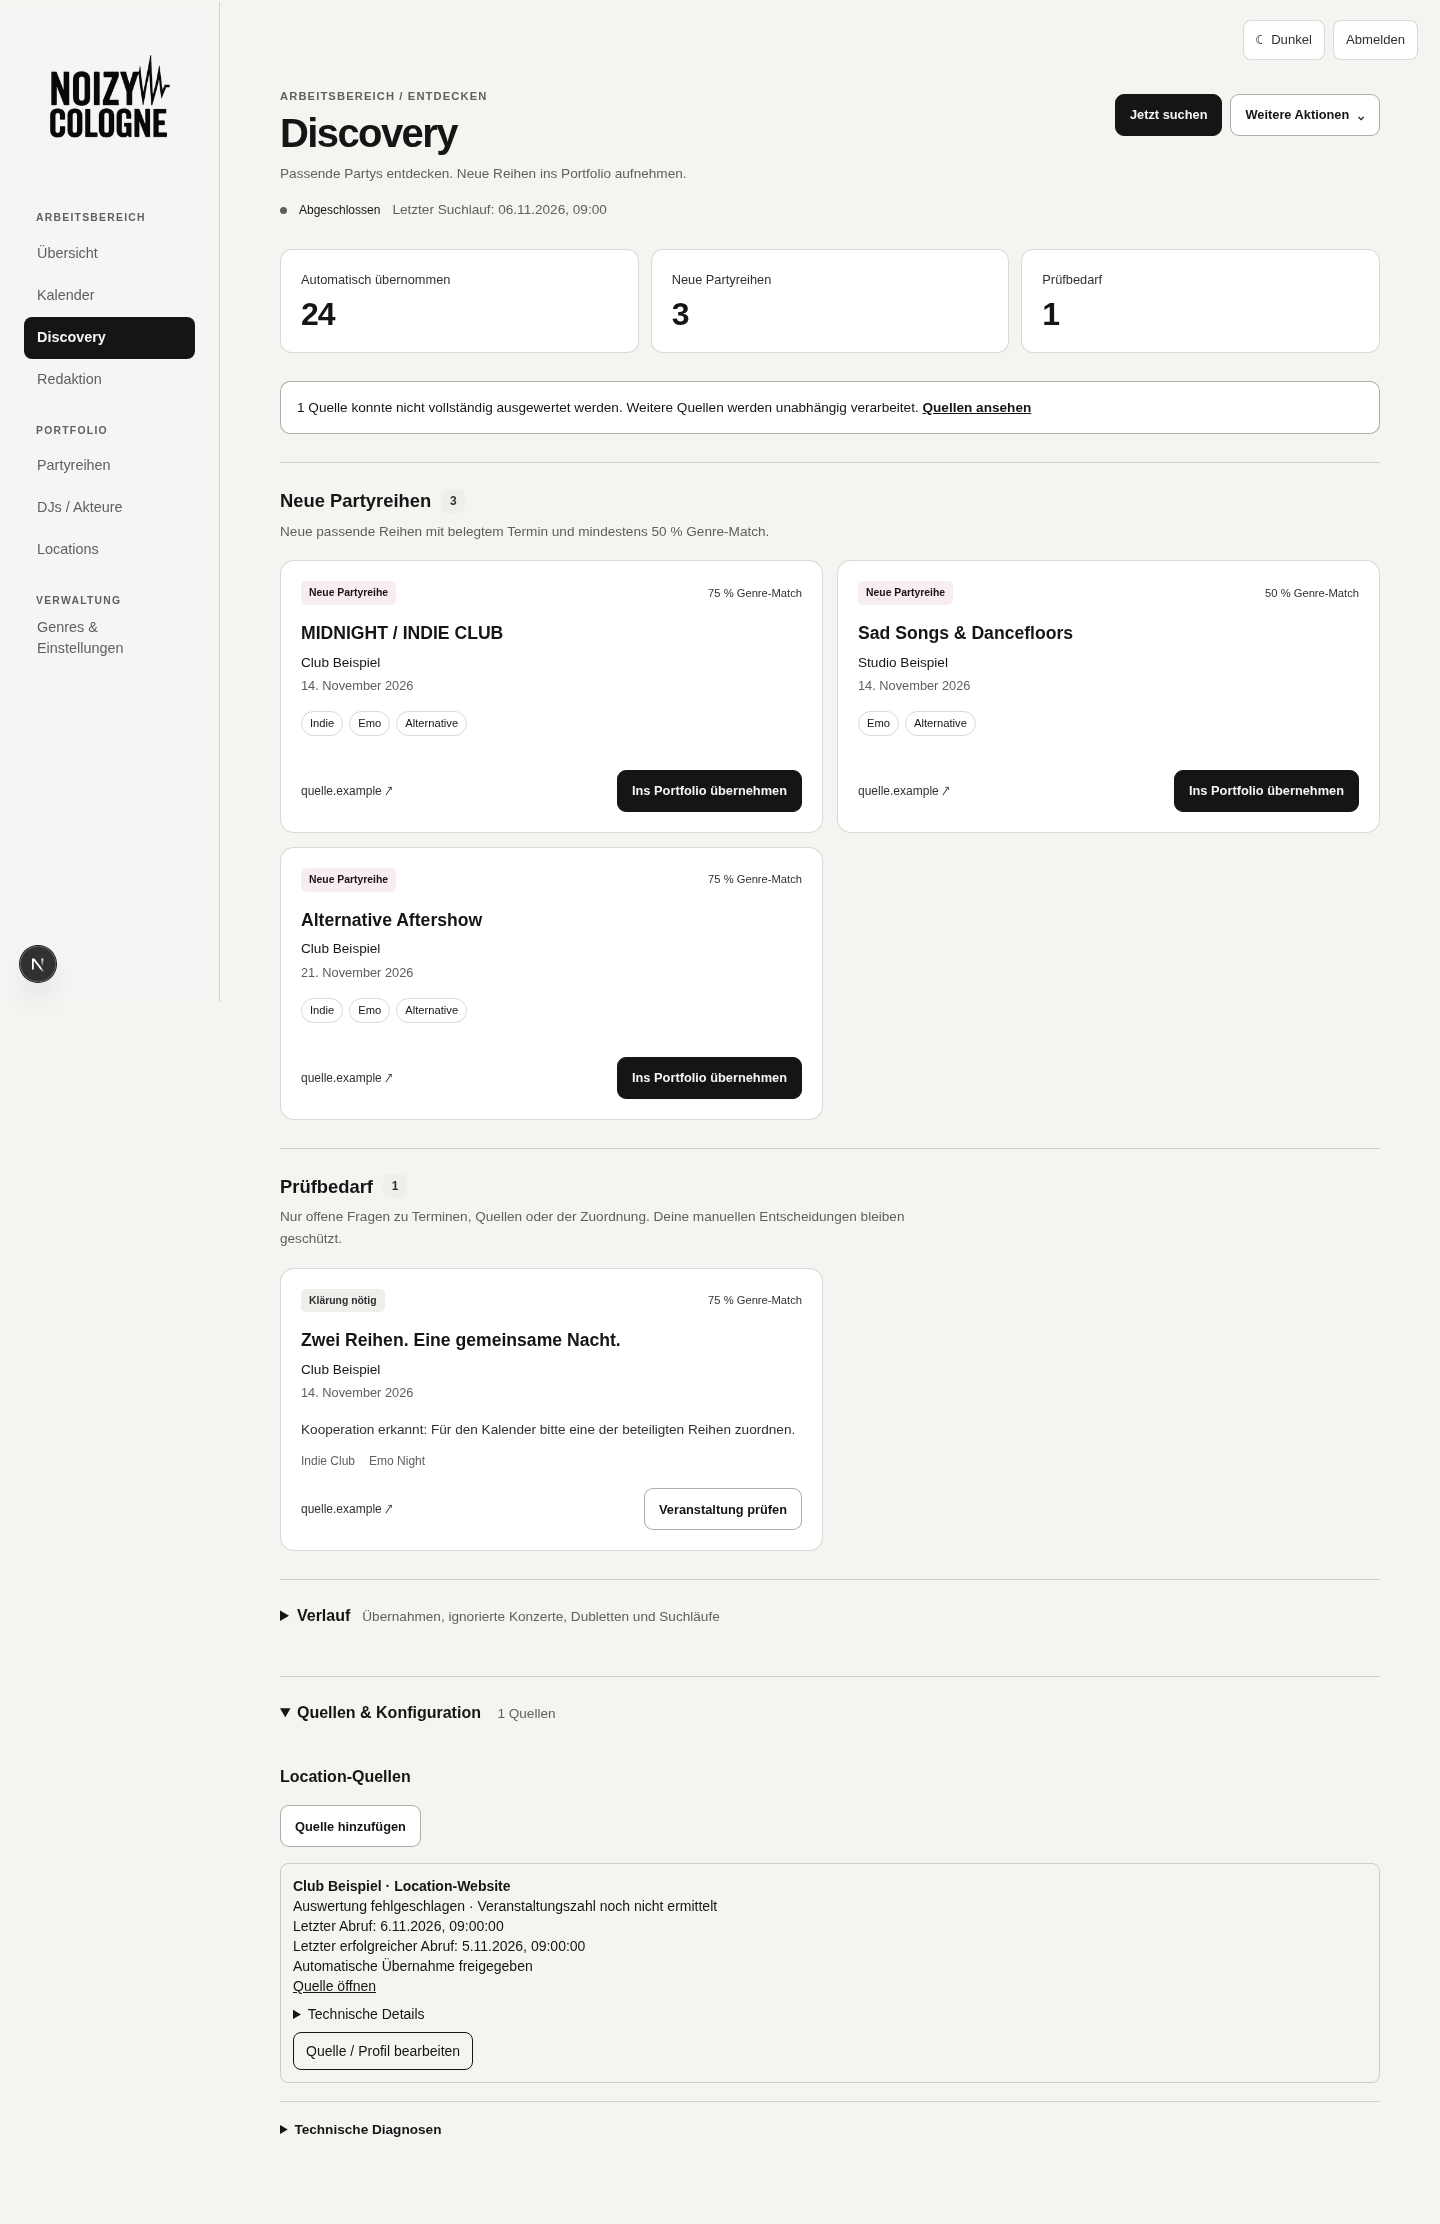 NOIZY
COLOGNE
☾ Dunkel
Abmelden
ARBEITSBEREICH
Übersicht
Kalender
Discovery
Redaktion
PORTFOLIO
Partyreihen
DJs / Akteure
Locations
VERWALTUNG
Genres &
Einstellungen
N
ARBEITSBEREICH / ENTDECKEN
Discovery
Jetzt suchen
Weitere Aktionen ⌄
Passende Partys entdecken. Neue Reihen ins Portfolio aufnehmen.
Abgeschlossen Letzter Suchlauf: 06.11.2026, 09:00
Automatisch übernommen
24
Neue Partyreihen
3
Prüfbedarf
1
1 Quelle konnte nicht vollständig ausgewertet werden. Weitere Quellen werden unabhängig verarbeitet. Quellen ansehen
Neue Partyreihen 3
Neue passende Reihen mit belegtem Termin und mindestens 50 % Genre-Match.
Neue Partyreihe 75 % Genre-Match
MIDNIGHT / INDIE CLUB
Club Beispiel
14. November 2026
Indie Emo Alternative
quelle.example ↗ Ins Portfolio übernehmen
Neue Partyreihe 50 % Genre-Match
Sad Songs & Dancefloors
Studio Beispiel
14. November 2026
Emo Alternative
quelle.example ↗ Ins Portfolio übernehmen
Neue Partyreihe 75 % Genre-Match
Alternative Aftershow
Club Beispiel
21. November 2026
Indie Emo Alternative
quelle.example ↗ Ins Portfolio übernehmen
Prüfbedarf 1
Nur offene Fragen zu Terminen, Quellen oder der Zuordnung. Deine manuellen Entscheidungen bleiben
geschützt.
Klärung nötig 75 % Genre-Match
Zwei Reihen. Eine gemeinsame Nacht.
Club Beispiel
14. November 2026
Kooperation erkannt: Für den Kalender bitte eine der beteiligten Reihen zuordnen.
Indie Club Emo Night
quelle.example ↗ Veranstaltung prüfen
▶ Verlauf Übernahmen, ignorierte Konzerte, Dubletten und Suchläufe
▼ Quellen & Konfiguration 1 Quellen
Location-Quellen
Quelle hinzufügen
Club Beispiel · Location-Website
Auswertung fehlgeschlagen · Veranstaltungszahl noch nicht ermittelt
Letzter Abruf: 6.11.2026, 09:00:00
Letzter erfolgreicher Abruf: 5.11.2026, 09:00:00
Automatische Übernahme freigegeben
Quelle öffnen
▶ Technische Details
Quelle / Profil bearbeiten
▶ Technische Diagnosen